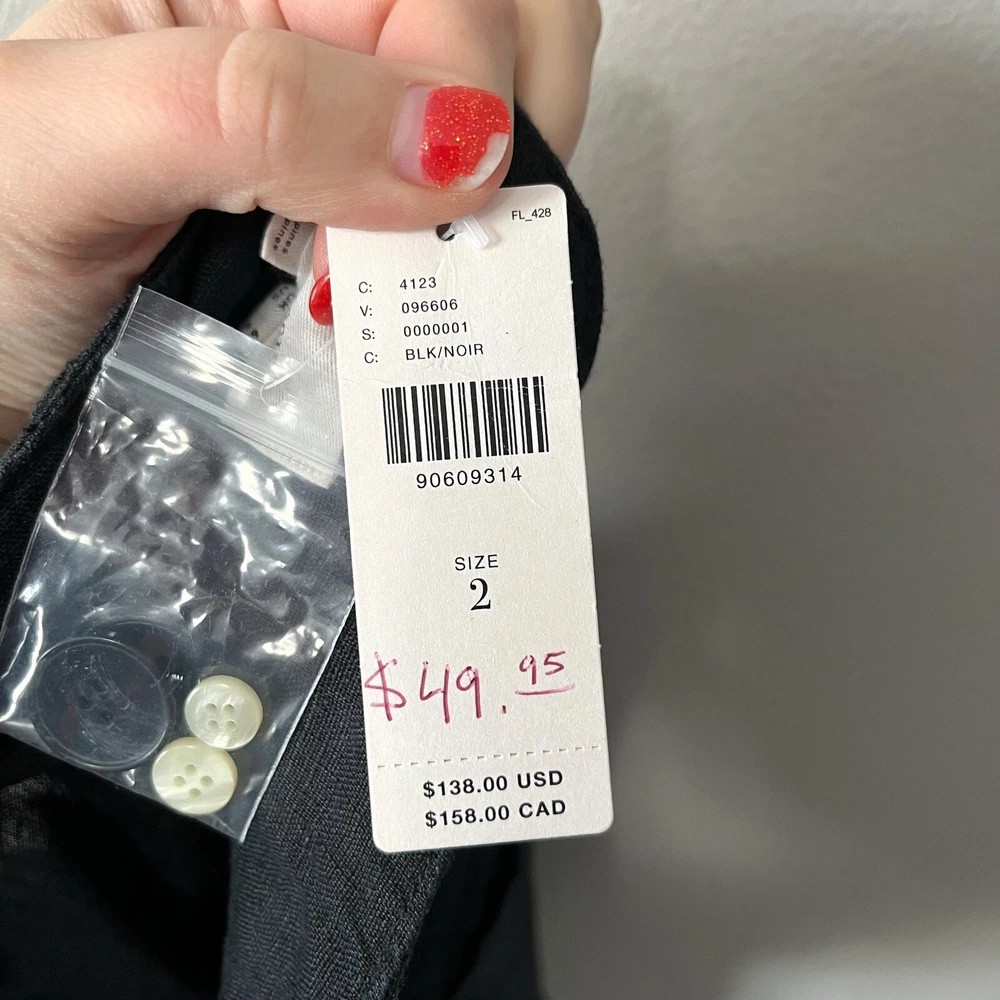 FL_428
C: 4123
V: 096606
S: 0000001
C: BLK/NOIR
90609314
SIZE
2
$49.95
$138.00 USD
$158.00 CAD